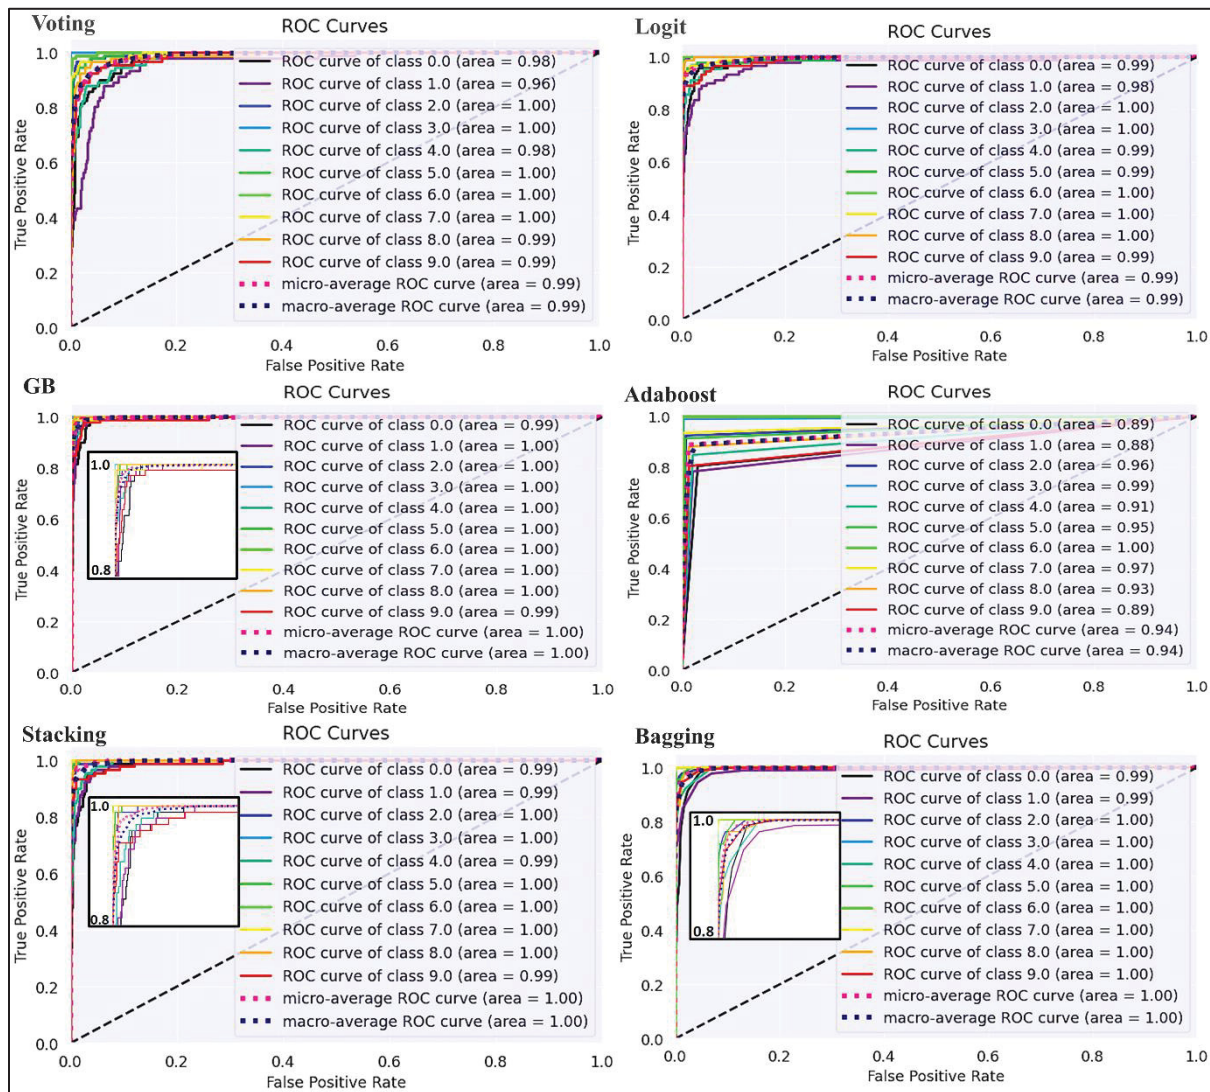 Voting
ROC Curves
True Positive Rate
1.0
0.8
0.6
0.4
0.2
0.0
ROC curve of class 0.0 (area = 0.98)
ROC curve of class 1.0 (area = 0.96)
ROC curve of class 2.0 (area = 1.00)
ROC curve of class 3.0 (area = 1.00)
ROC curve of class 4.0 (area = 0.98)
ROC curve of class 5.0 (area = 1.00)
ROC curve of class 6.0 (area = 1.00)
ROC curve of class 7.0 (area = 1.00)
ROC curve of class 8.0 (area = 0.99)
ROC curve of class 9.0 (area = 0.99)
micro-average ROC curve (area = 0.99)
macro-average ROC curve (area = 0.99)
0.0 0.2 0.4 0.6 0.8 1.0
False Positive Rate
Logit
ROC Curves
True Positive Rate
1.0
0.8
0.6
0.4
0.2
0.0
ROC curve of class 0.0 (area = 0.99)
ROC curve of class 1.0 (area = 0.98)
ROC curve of class 2.0 (area = 1.00)
ROC curve of class 3.0 (area = 1.00)
ROC curve of class 4.0 (area = 0.99)
ROC curve of class 5.0 (area = 0.99)
ROC curve of class 6.0 (area = 1.00)
ROC curve of class 7.0 (area = 1.00)
ROC curve of class 8.0 (area = 1.00)
ROC curve of class 9.0 (area = 0.99)
micro-average ROC curve (area = 0.99)
macro-average ROC curve (area = 0.99)
0.0 0.2 0.4 0.6 0.8 1.0
False Positive Rate
GB
ROC Curves
True Positive Rate
1.0
0.8
0.6
0.4
0.2
0.0
1.0
0.8
ROC curve of class 0.0 (area = 0.99)
ROC curve of class 1.0 (area = 1.00)
ROC curve of class 2.0 (area = 1.00)
ROC curve of class 3.0 (area = 1.00)
ROC curve of class 4.0 (area = 1.00)
ROC curve of class 5.0 (area = 1.00)
ROC curve of class 6.0 (area = 1.00)
ROC curve of class 7.0 (area = 1.00)
ROC curve of class 8.0 (area = 1.00)
ROC curve of class 9.0 (area = 0.99)
micro-average ROC curve (area = 1.00)
macro-average ROC curve (area = 1.00)
0.0 0.2 0.4 0.6 0.8 1.0
False Positive Rate
Adaboost
ROC Curves
True Positive Rate
1.0
0.8
0.6
0.4
0.2
0.0
ROC curve of class 0.0 (area = 0.89)
ROC curve of class 1.0 (area = 0.88)
ROC curve of class 2.0 (area = 0.96)
ROC curve of class 3.0 (area = 0.99)
ROC curve of class 4.0 (area = 0.91)
ROC curve of class 5.0 (area = 0.95)
ROC curve of class 6.0 (area = 1.00)
ROC curve of class 7.0 (area = 0.97)
ROC curve of class 8.0 (area = 0.93)
ROC curve of class 9.0 (area = 0.89)
micro-average ROC curve (area = 0.94)
macro-average ROC curve (area = 0.94)
0.0 0.2 0.4 0.6 0.8 1.0
False Positive Rate
Stacking
ROC Curves
True Positive Rate
1.0
0.8
0.6
0.4
0.2
0.0
1.0
0.8
ROC curve of class 0.0 (area = 0.99)
ROC curve of class 1.0 (area = 0.99)
ROC curve of class 2.0 (area = 1.00)
ROC curve of class 3.0 (area = 1.00)
ROC curve of class 4.0 (area = 0.99)
ROC curve of class 5.0 (area = 1.00)
ROC curve of class 6.0 (area = 1.00)
ROC curve of class 7.0 (area = 1.00)
ROC curve of class 8.0 (area = 1.00)
ROC curve of class 9.0 (area = 0.99)
micro-average ROC curve (area = 1.00)
macro-average ROC curve (area = 1.00)
0.0 0.2 0.4 0.6 0.8 1.0
False Positive Rate
Bagging
ROC Curves
True Positive Rate
1.0
0.8
0.6
0.4
0.2
0.0
1.0
0.8
ROC curve of class 0.0 (area = 0.99)
ROC curve of class 1.0 (area = 0.99)
ROC curve of class 2.0 (area = 1.00)
ROC curve of class 3.0 (area = 1.00)
ROC curve of class 4.0 (area = 1.00)
ROC curve of class 5.0 (area = 1.00)
ROC curve of class 6.0 (area = 1.00)
ROC curve of class 7.0 (area = 1.00)
ROC curve of class 8.0 (area = 1.00)
ROC curve of class 9.0 (area = 1.00)
micro-average ROC curve (area = 1.00)
macro-average ROC curve (area = 1.00)
0.0 0.2 0.4 0.6 0.8 1.0
False Positive Rate